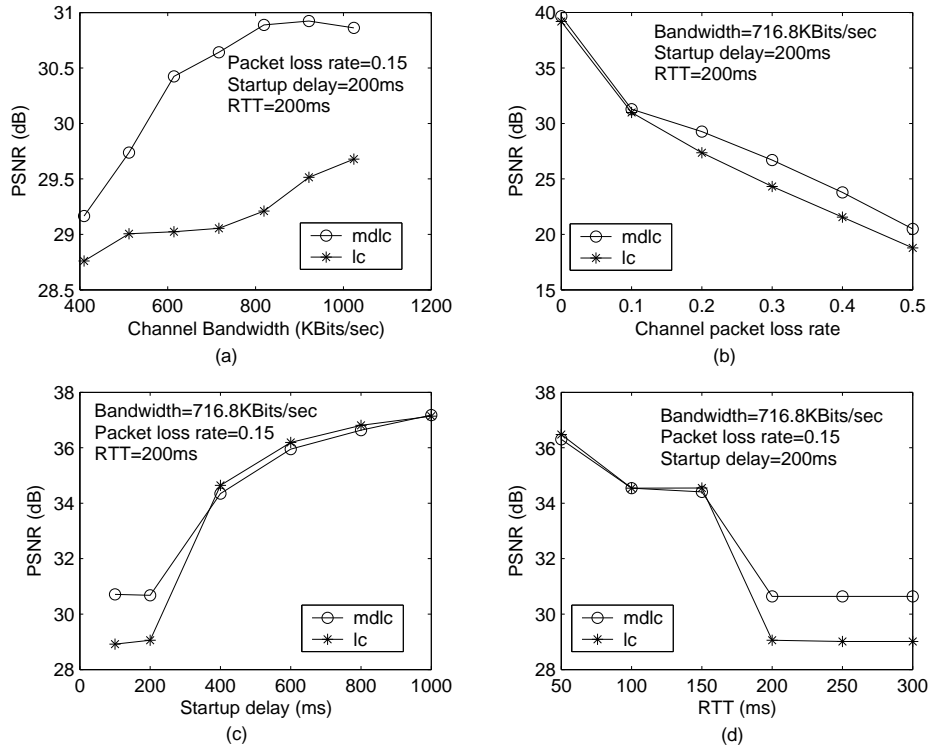 31
30.5
30
29.5
29
28.5
PSNR (dB)
Packet loss rate=0.15
Startup delay=200ms
RTT=200ms
mdlc
lc
400
600
800
1000
1200
Channel Bandwidth (KBits/sec)
(a)
40
35
30
25
20
15
PSNR (dB)
Bandwidth=716.8KBits/sec
Startup delay=200ms
RTT=200ms
mdlc
lc
0
0.1
0.2
0.3
0.4
0.5
Channel packet loss rate
(b)
38
36
34
32
30
28
PSNR (dB)
Bandwidth=716.8KBits/sec
Packet loss rate=0.15
RTT=200ms
mdlc
lc
0
200
400
600
800
1000
Startup delay (ms)
(c)
38
36
34
32
30
28
PSNR (dB)
Bandwidth=716.8KBits/sec
Packet loss rate=0.15
Startup delay=200ms
mdlc
lc
50
100
150
200
250
300
RTT (ms)
(d)